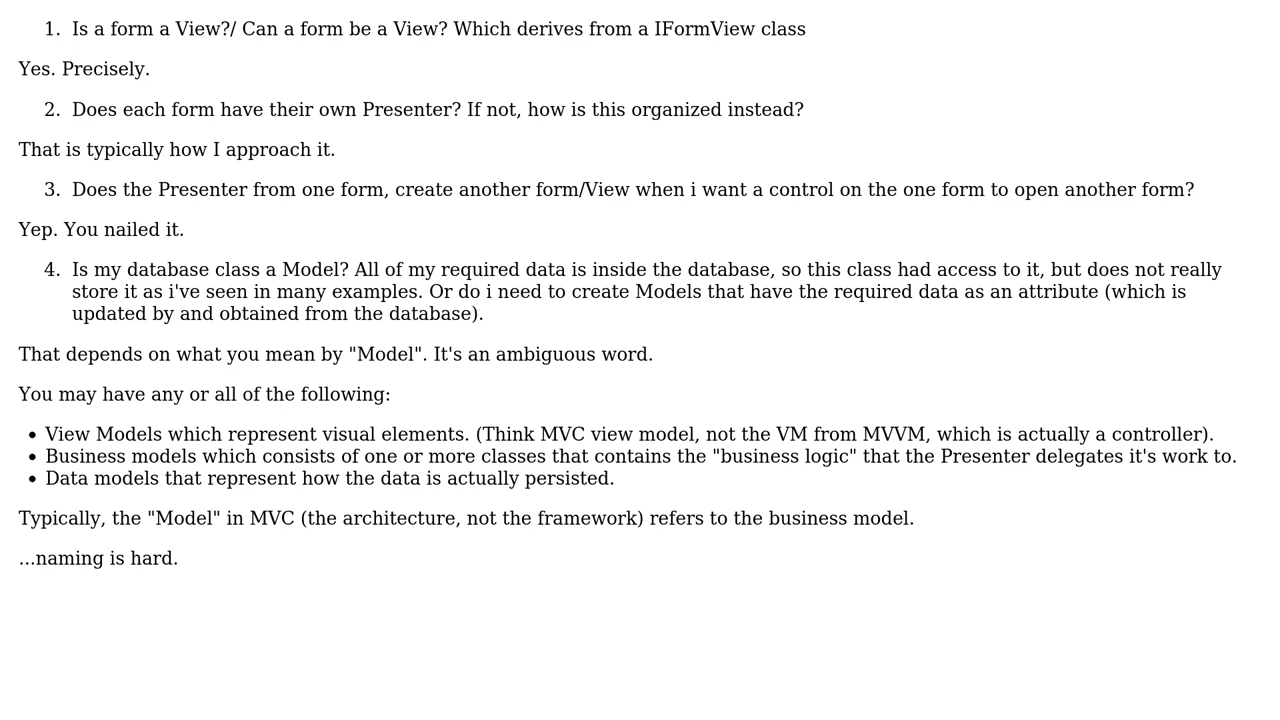 1. Is a form a View?/ Can a form be a View? Which derives from a IFormView class
Yes. Precisely.
2. Does each form have their own Presenter? If not, how is this organized instead?
That is typically how I approach it.
3. Does the Presenter from one form, create another form/View when i want a control on the one form to open another form?
Yep. You nailed it.
4. Is my database class a Model? All of my required data is inside the database, so this class had access to it, but does not really
store it as i've seen in many examples. Or do i need to create Models that have the required data as an attribute (which is
updated by and obtained from the database).
That depends on what you mean by "Model". It's an ambiguous word.
You may have any or all of the following:
• View Models which represent visual elements. (Think MVC view model, not the VM from MVVM, which is actually a controller).
• Business models which consists of one or more classes that contains the "business logic" that the Presenter delegates it's work to.
• Data models that represent how the data is actually persisted.
Typically, the "Model" in MVC (the architecture, not the framework) refers to the business model.
...naming is hard.